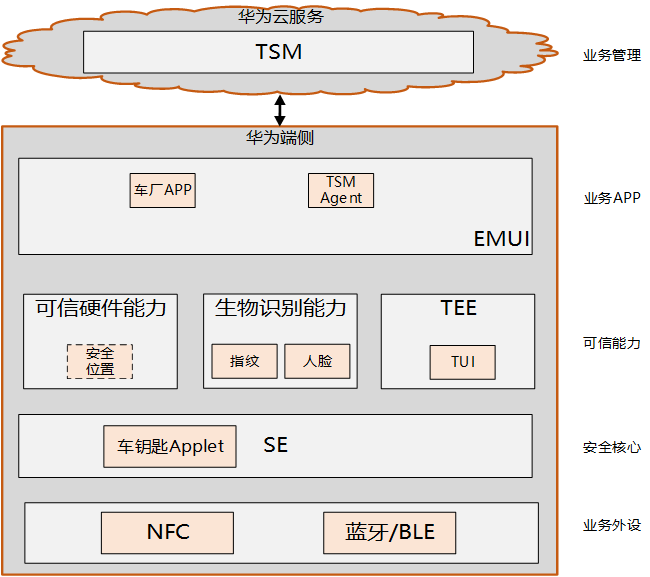 华为云服务
TSM
业务管理
华为端侧
车厂APP
TSM
Agent
EMUI
业务APP
可信硬件能力
安全
位置
生物识别能力
指纹
人脸
TEE
TUI
可信能力
车钥匙Applet
SE
安全核心
NFC
蓝牙/BLE
业务外设